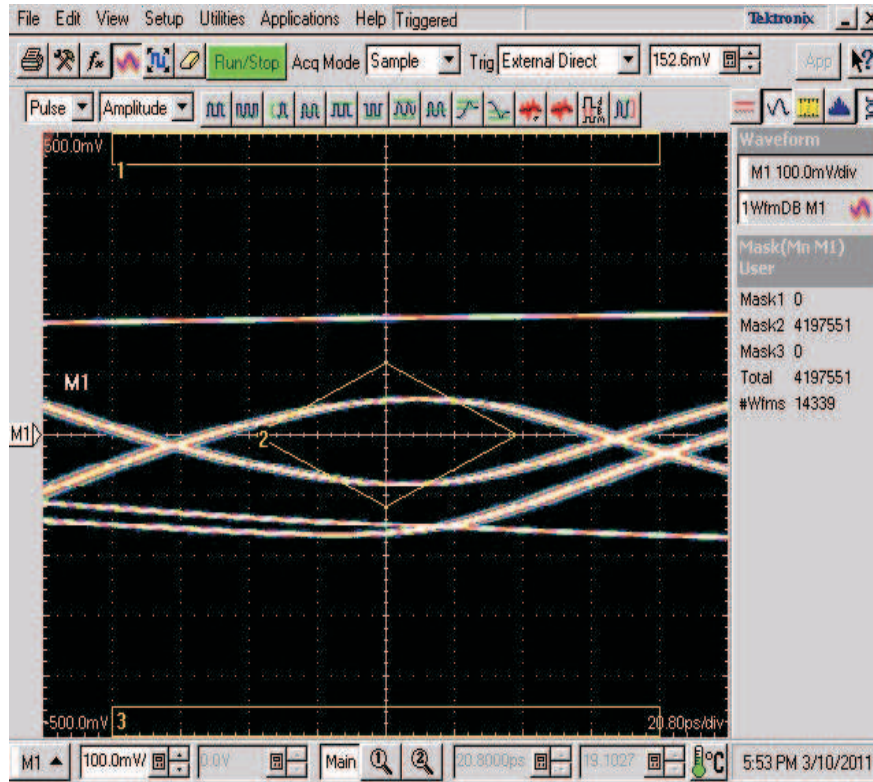 File Edit View Setup Utilities Applications Help Triggered Tektronix
Run/Stop Acq Mode Sample Trig External Direct 152.6mV App
Pulse Amplitude
500.0mV
1
Waveform
M1 100.0mV/div
1WfmDB M1
Mask(Mn M1)
User
Mask1 0
Mask2 4197551
Mask3 0
Total 4197551
#Wfms 14339
M1
M1
2
-500.0mV 3 20.80ps/div
M1 100.0mV/ 0.0V Main 1 2 20.8000ps 19.1027 °C 5:53 PM 3/10/2011